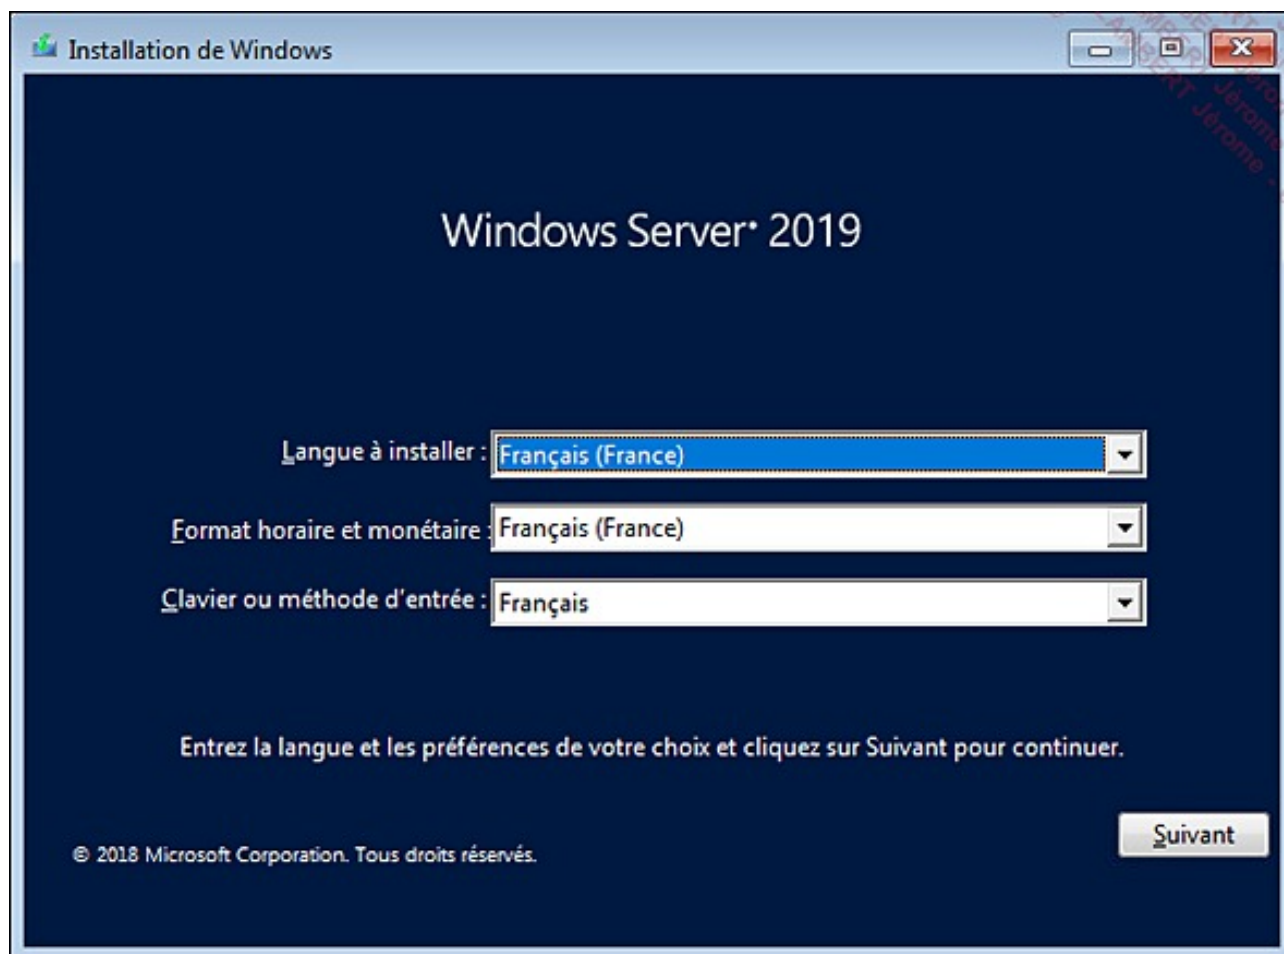 Installation de Windows
Windows Server® 2019
Langue à installer : Français (France)
Format horaire et monétaire : Français (France)
Clavier ou méthode d'entrée : Français
Entrez la langue et les préférences de votre choix et cliquez sur Suivant pour continuer.
Suivant
© 2018 Microsoft Corporation. Tous droits réservés.